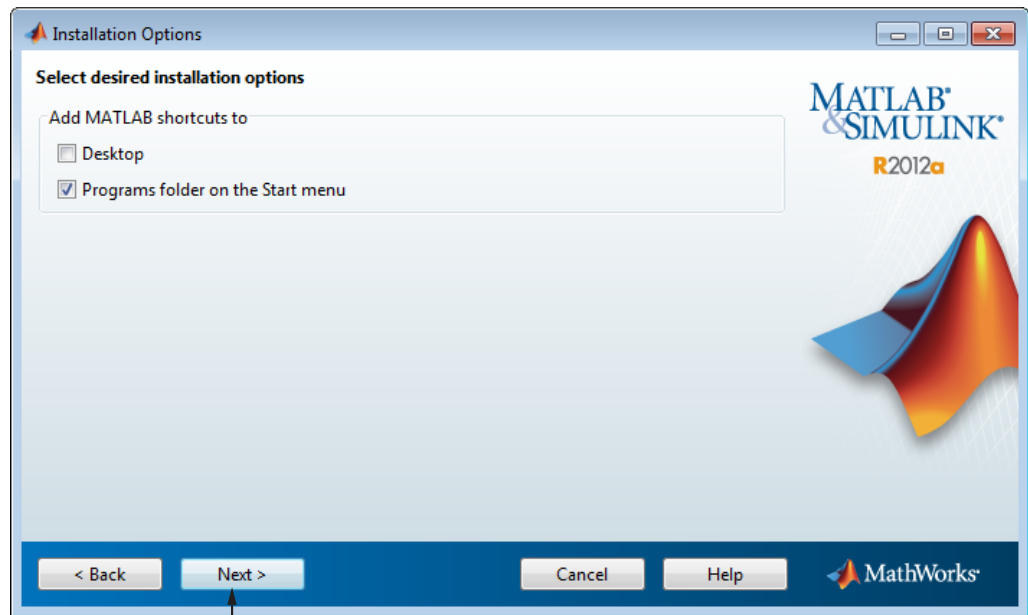 Installation Options
Select desired installation options
Add MATLAB shortcuts to
Desktop
Programs folder on the Start menu
MATLAB®
&SIMULINK®
R2012a
< Back
Next >
Cancel
Help
MathWorks®